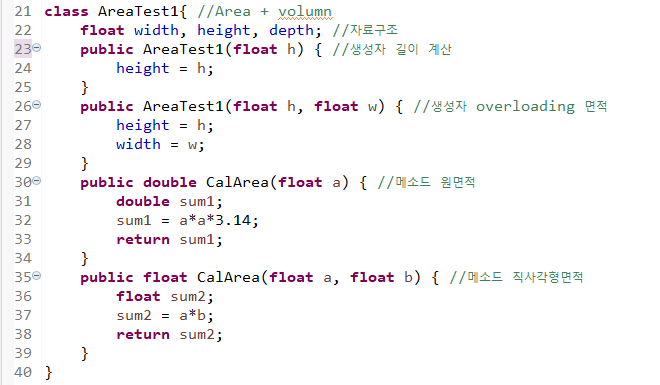 21 class AreaTest1{ //Area + volumn
22 float width, height, depth; //자료구조
23 public AreaTest1(float h) { //생성자 길이 계산
24 height = h;
25 }
26 public AreaTest1(float h, float w) { //생성자 overloading 면적
27 height = h;
28 width = w;
29 }
30 public double CalArea(float a) { //메소드 원면적
31 double sum1;
32 sum1 = a*a*3.14;
33 return sum1;
34 }
35 public float CalArea(float a, float b) { //메소드 직사각형면적
36 float sum2;
37 sum2 = a*b;
38 return sum2;
39 }
40 }